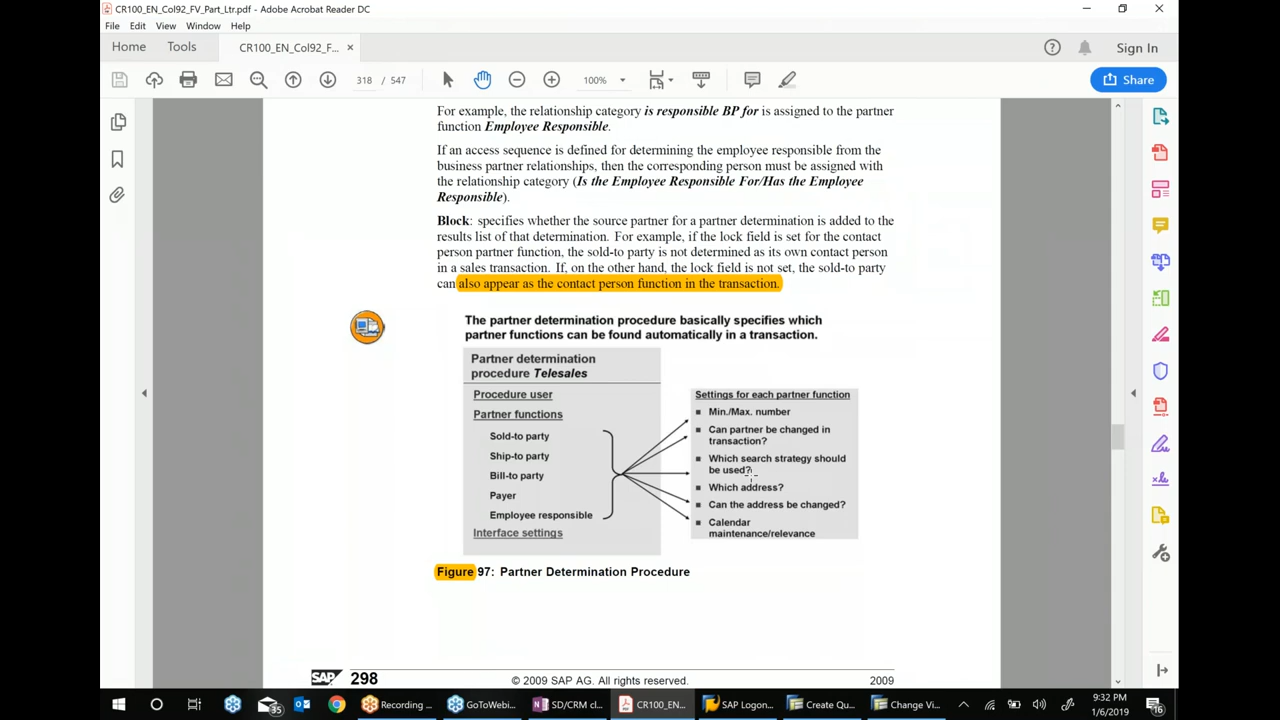 CR100_EN_Col92_FV_Part_Ltr.pdf - Adobe Acrobat Reader DC
File Edit View Window Help
Home Tools CR100_EN_Col92_F... × Sign In
318 / 547 100% Share
For example, the relationship category is responsible BP for is assigned to the partner
function Employee Responsible.
If an access sequence is defined for determining the employee responsible from the
business partner relationships, then the corresponding person must be assigned with
the relationship category (Is the Employee Responsible For/Has the Employee
Responsible).
Block: specifies whether the source partner for a partner determination is added to the
results list of that determination. For example, if the lock field is set for the contact
person partner function, the sold-to party is not determined as its own contact person
in a sales transaction. If, on the other hand, the lock field is not set, the sold-to party
can also appear as the contact person function in the transaction.
The partner determination procedure basically specifies which
partner functions can be found automatically in a transaction.
Partner determination
procedure Telesales
Procedure user
Partner functions
Sold-to party
Ship-to party
Bill-to party
Payer
Employee responsible
Interface settings
Settings for each partner function
Min./Max. number
Can partner be changed in
transaction?
Which search strategy should
be used?
Which address?
Can the address be changed?
Calendar
maintenance/relevance
Figure 97: Partner Determination Procedure
SAP 298 © 2009 SAP AG. All rights reserved. 2009
35 Recording ... GoToWebi... SD/CRM cl... CR100_EN... SAP Logon... Create Qu... Change Vi... 9:32 PM
1/6/2019 16